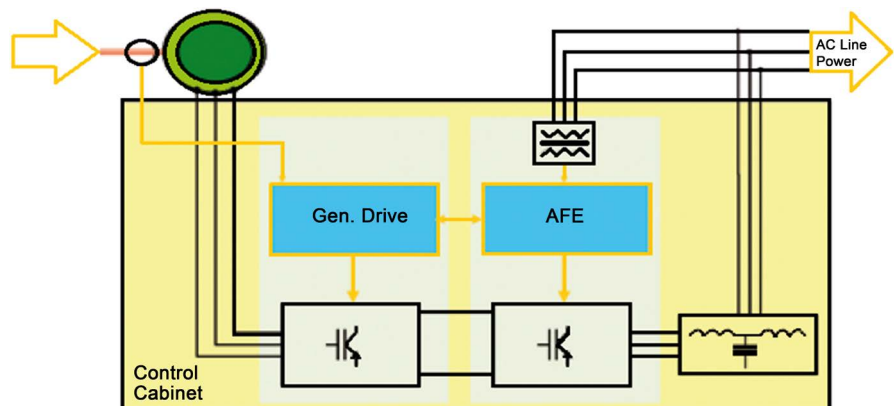 AC Line
Power
Gen. Drive
AFE
Control
Cabinet